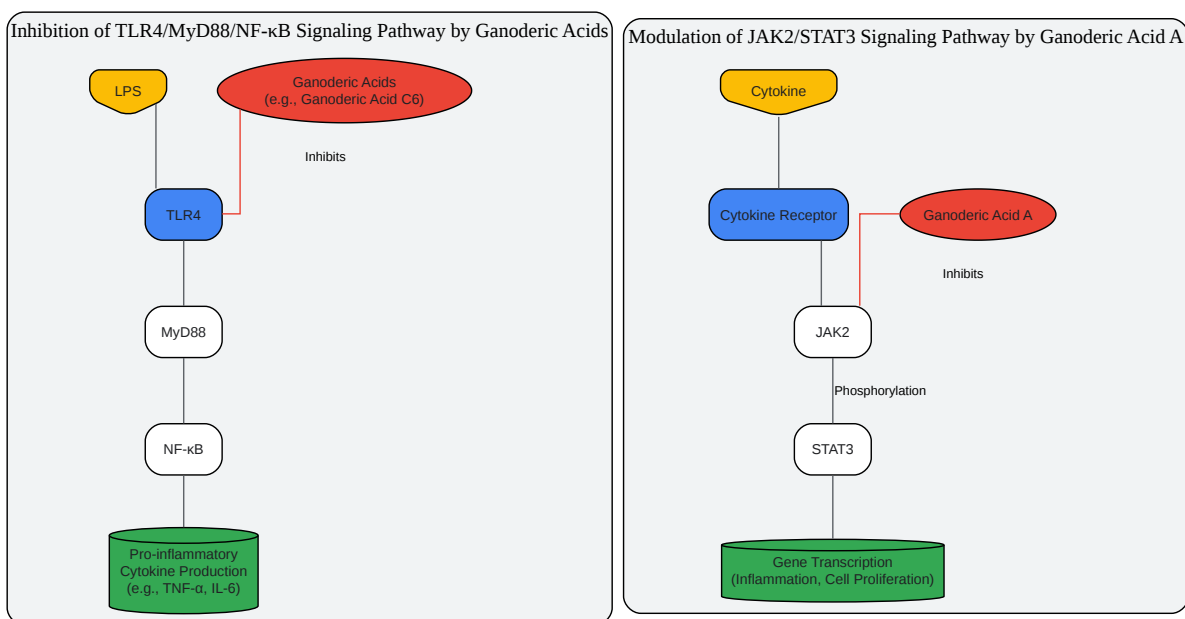 Inhibition of TLR4/MyD88/NF-κB Signaling Pathway by Ganoderic Acids
LPS
Ganoderic Acids
(e.g., Ganoderic Acid C6)
Inhibits
TLR4
MyD88
NF-κB
Pro-inflammatory
Cytokine Production
(e.g., TNF-α, IL-6)
Modulation of JAK2/STAT3 Signaling Pathway by Ganoderic Acid A
Cytokine
Cytokine Receptor
Ganoderic Acid A
Inhibits
JAK2
Phosphorylation
STAT3
Gene Transcription
(Inflammation, Cell Proliferation)